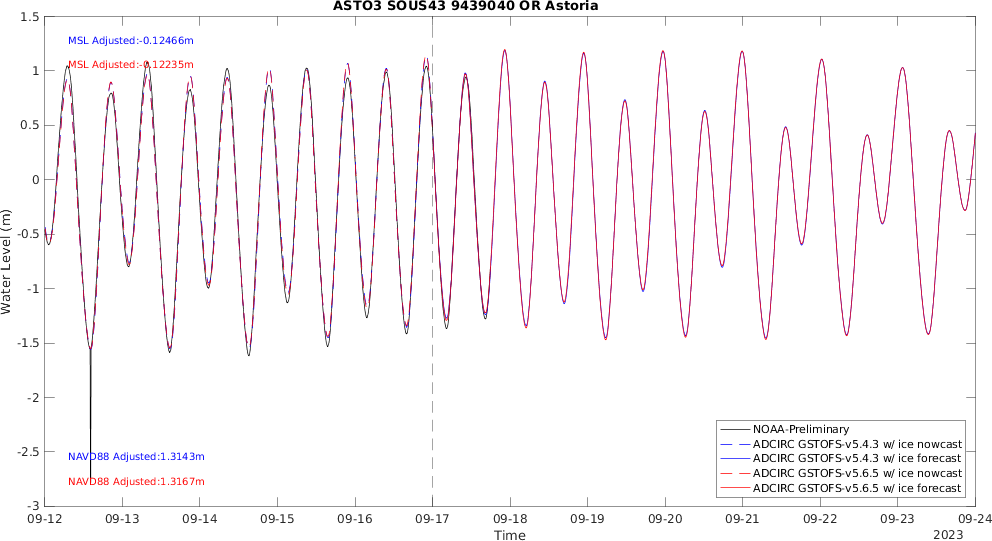 ASTO3 SOUS43 9439040 OR Astoria
1.5
1
0.5
0
-0.5
-1
-1.5
-2
-2.5
-3
Water Level (m)
MSL Adjusted:-0.12466m
MSL Adjusted:-0.12235m
NAVD88 Adjusted:1.3143m
NAVD88 Adjusted:1.3167m
NOAA-Preliminary
ADCIRC GSTOFS-v5.4.3 w/ ice nowcast
ADCIRC GSTOFS-v5.4.3 w/ ice forecast
ADCIRC GSTOFS-v5.6.5 w/ ice nowcast
ADCIRC GSTOFS-v5.6.5 w/ ice forecast
09-12 09-13 09-14 09-15 09-16 09-17 09-18 09-19 09-20 09-21 09-22 09-23 09-24
Time
2023